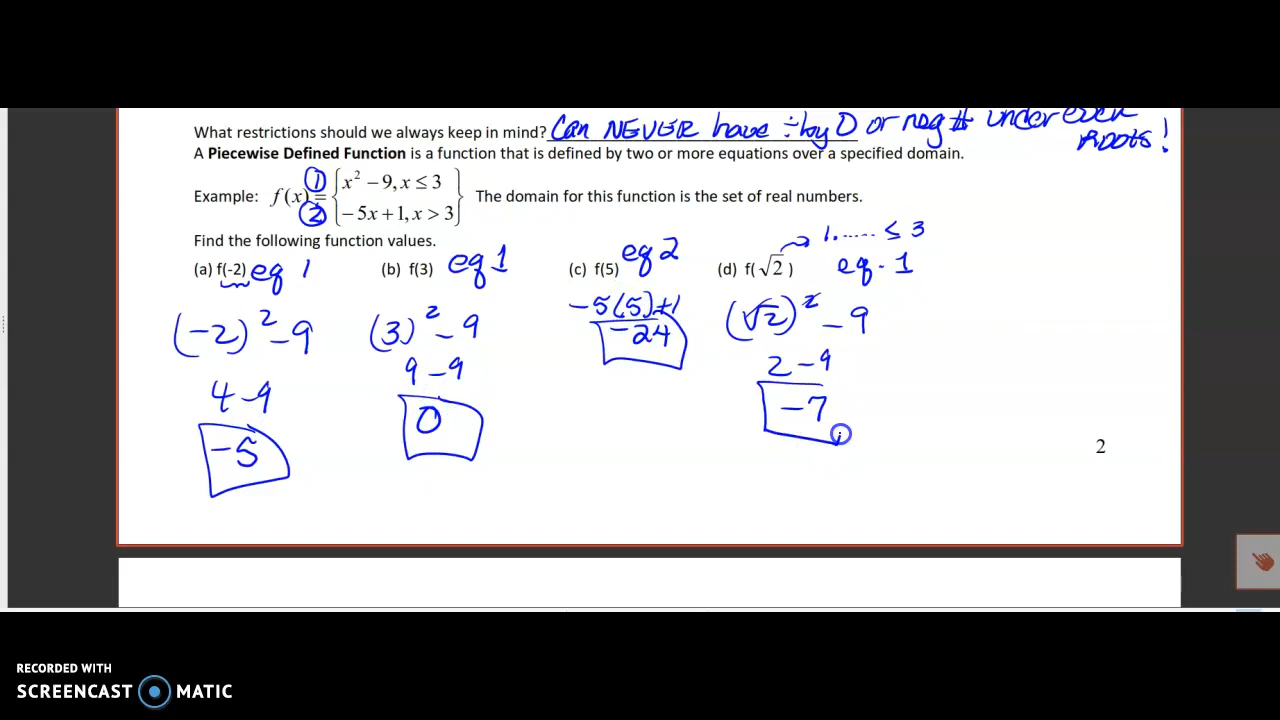 What restrictions should we always keep in mind? Can NEVER have ÷ by 0 or neg # under even
Roots!
A Piecewise Defined Function is a function that is defined by two or more equations over a specified domain.
Example: f(x) = { x² − 9, x ≤ 3 The domain for this function is the set of real numbers.
− 5x + 1, x > 3 }
1
2
Find the following function values.
1...... ≤ 3
(a) f(-2) eq 1 (b) f(3) eq 1 (c) f(5) eq 2 (d) f( √2 ) eq. 1
(−2)² − 9 (3)² − 9 −5(5)+1 (√2)² − 9
4 − 9 9 − 9 −24 2 − 9
−5 0 −7
2
RECORDED WITH
SCREENCAST MATIC